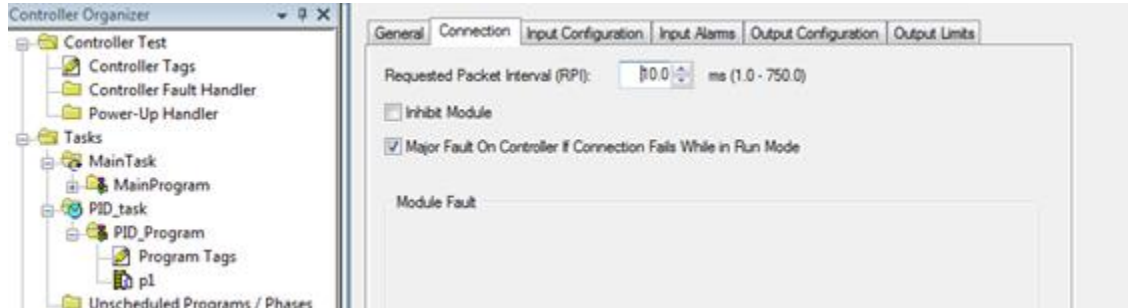 Controller Organizer
Controller Test
Controller Tags
Controller Fault Handler
Power-Up Handler
Tasks
MainTask
MainProgram
PID_task
PID_Program
Program Tags
p1
Unscheduled Programs / Phases
General Connection Input Configuration Input Alarms Output Configuration Output Limits
Requested Packet Interval (RPI): 10.0 ms (1.0 - 750.0)
Inhibit Module
Major Fault On Controller If Connection Fails While in Run Mode
Module Fault